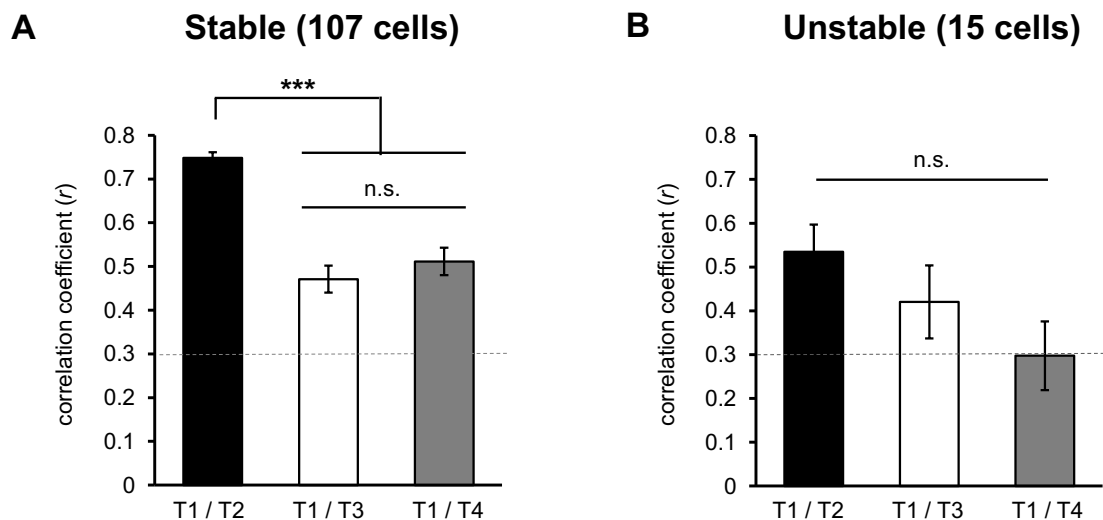 A
Stable (107 cells)
***
n.s.
correlation coefficient (r)
0.8
0.7
0.6
0.5
0.4
0.3
0.2
0.1
0
T1 / T2
T1 / T3
T1 / T4
B
Unstable (15 cells)
n.s.
correlation coefficient (r)
0.8
0.7
0.6
0.5
0.4
0.3
0.2
0.1
0
T1 / T2
T1 / T3
T1 / T4